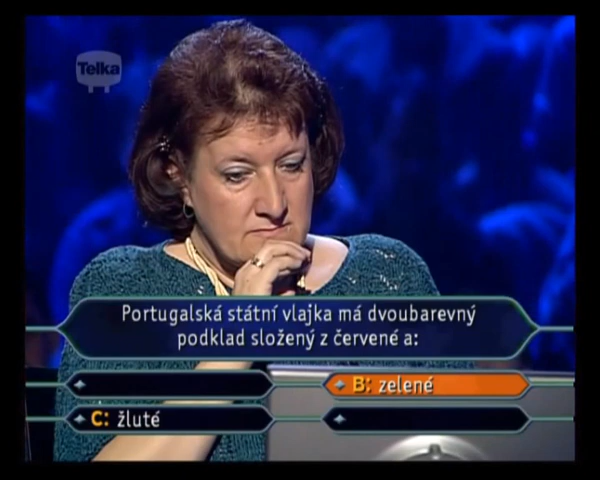 Telka
Portugalská státní vlajka má dvoubarevný
podklad složený z červené a:
B: zelené
C: žluté